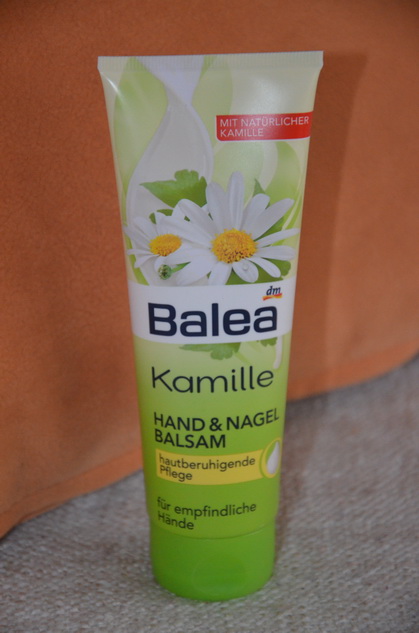 MIT NATÜRLICHER
KAMILLE
dm
Balea
Kamille
HAND & NAGEL
BALSAM
hautberuhigende
Pflege
für empfindliche
Hände